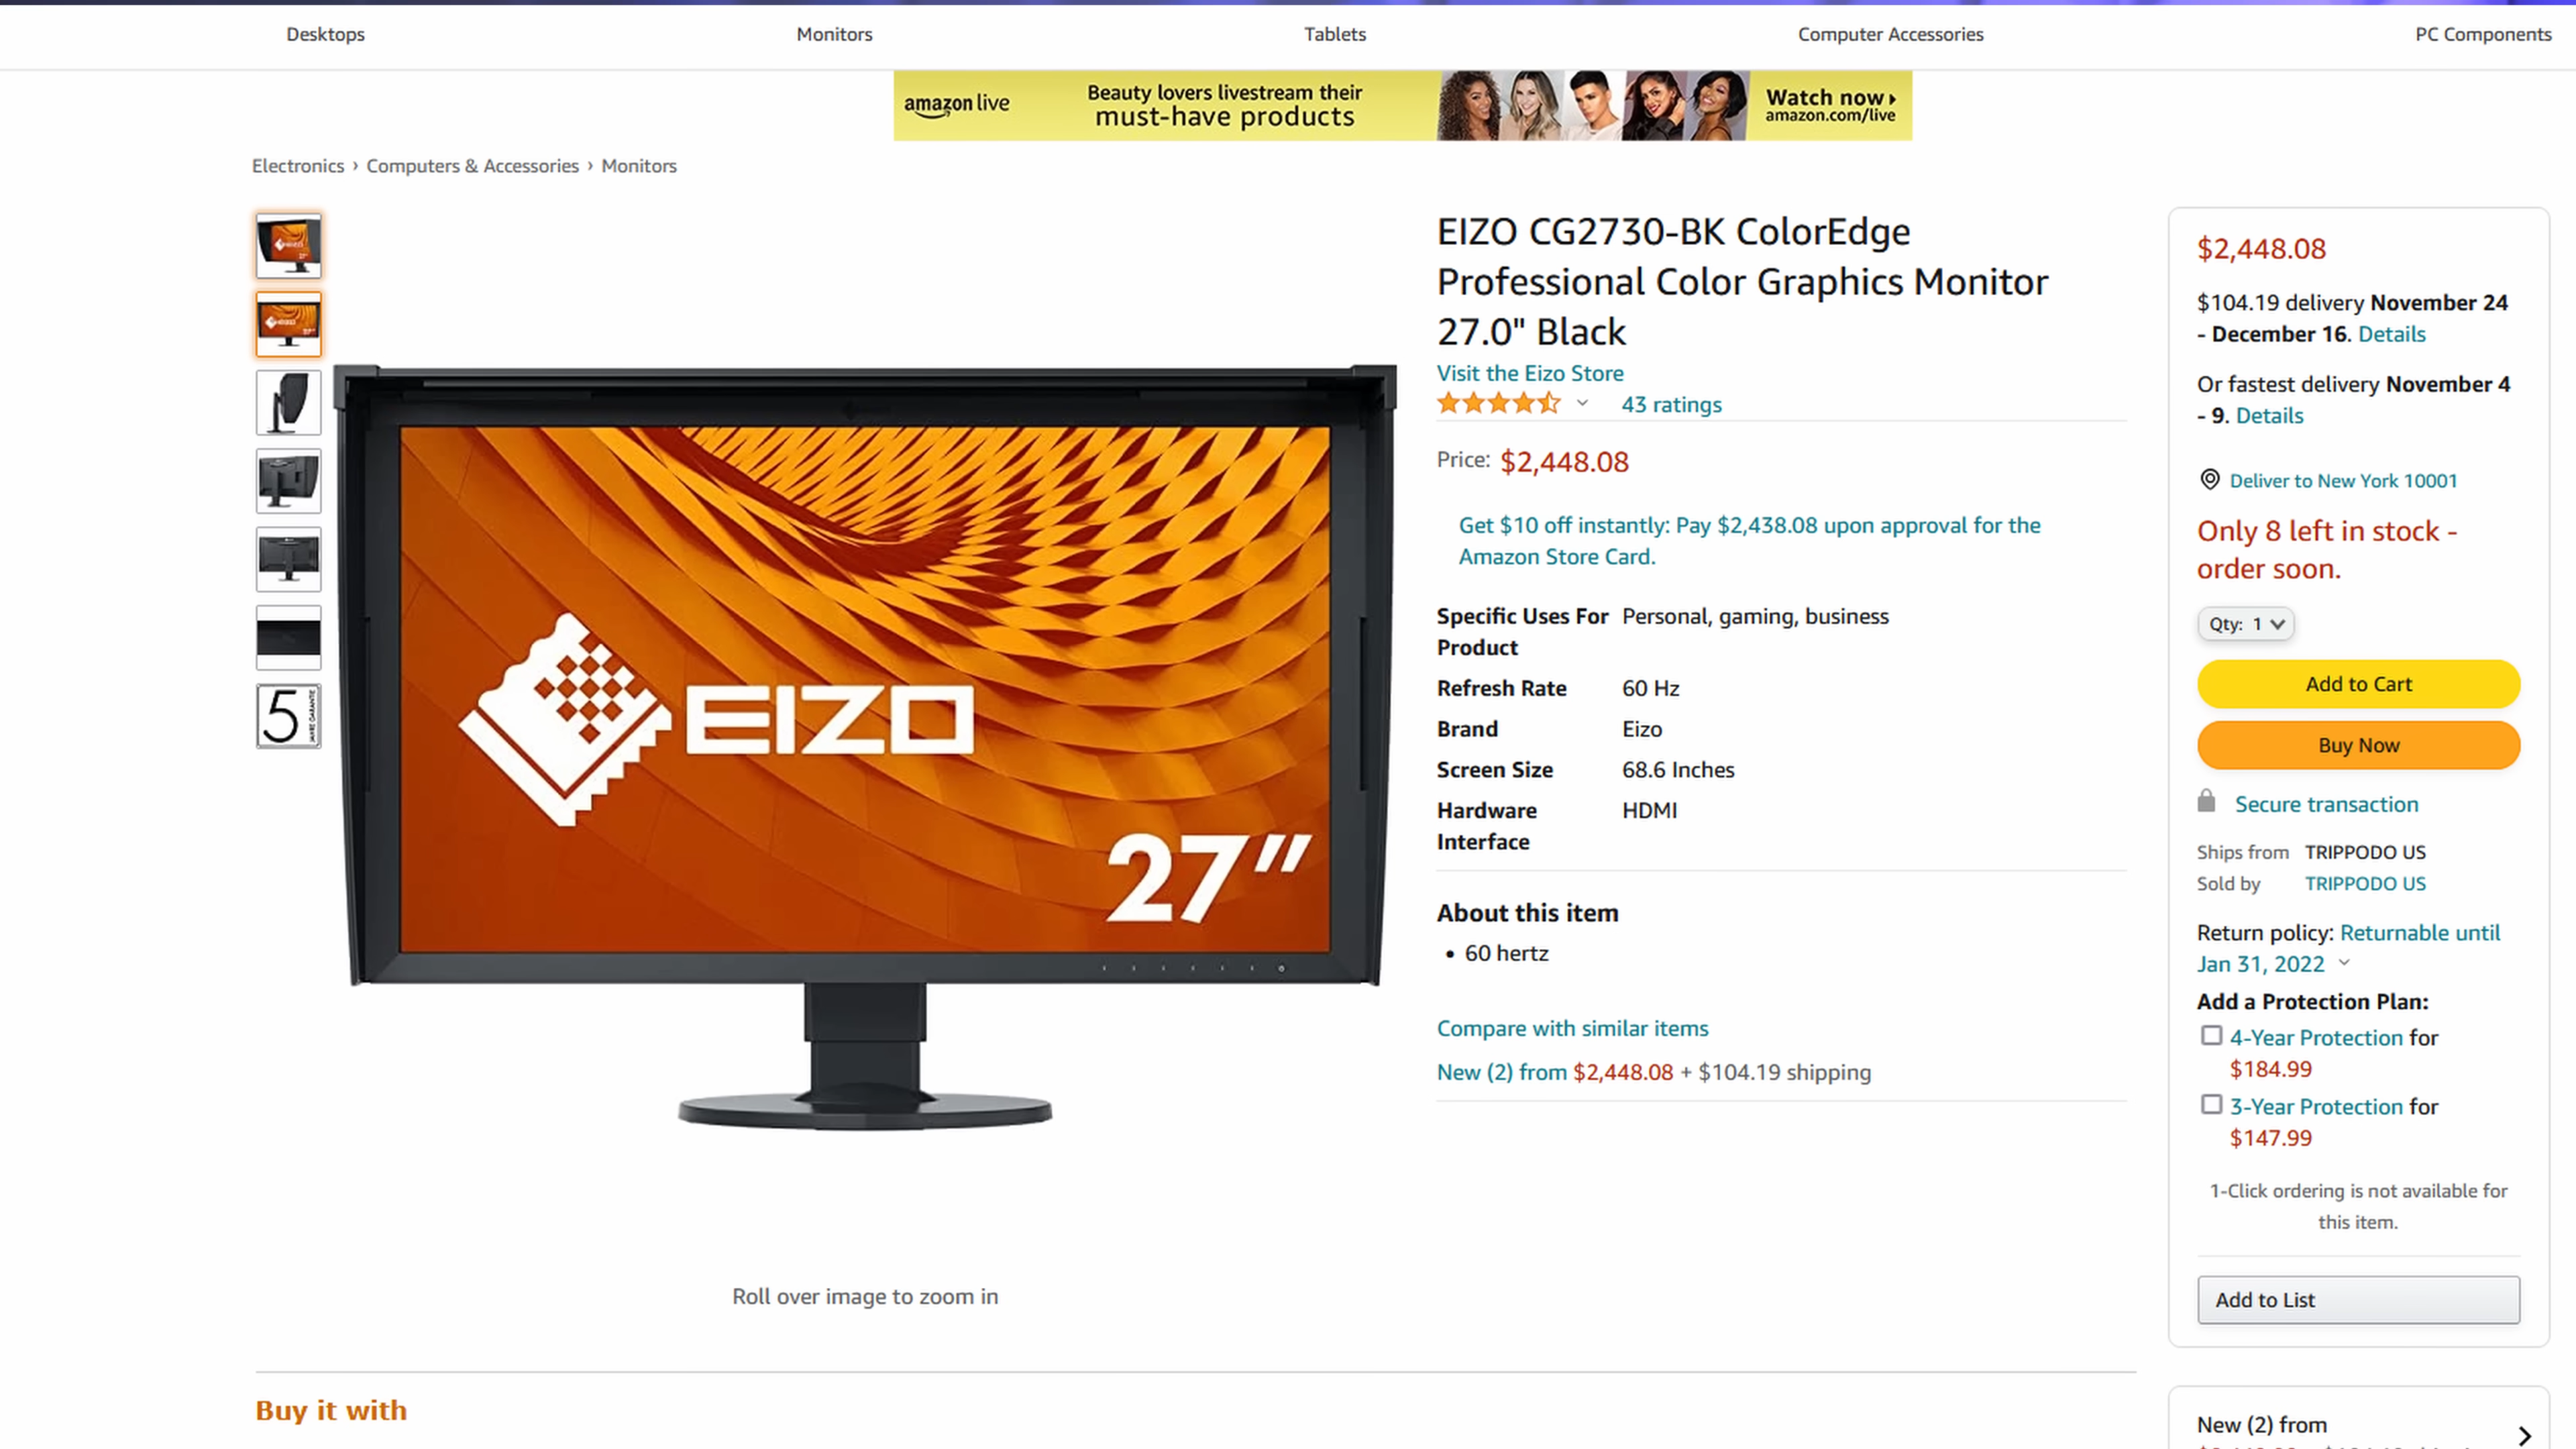 Desktops
Monitors
Tablets
Computer Accessories
PC Components
amazon live
Beauty lovers livestream their
must-have products
Watch now
amazon.com/live
Electronics › Computers & Accessories › Monitors
EIZO CG2730-BK ColorEdge
Professional Color Graphics Monitor
27.0" Black
Visit the Eizo Store
43 ratings
Price: $2,448.08
Get $10 off instantly: Pay $2,438.08 upon approval for the
Amazon Store Card.
Specific Uses For Product Personal, gaming, business
Refresh Rate 60 Hz
Brand Eizo
Screen Size 68.6 Inches
Hardware Interface HDMI
About this item
• 60 hertz
Compare with similar items
New (2) from $2,448.08 + $104.19 shipping
EIZO
27"
5
Roll over image to zoom in
Buy it with
$2,448.08
$104.19 delivery November 24
- December 16. Details
Or fastest delivery November 4
- 9. Details
Deliver to New York 10001
Only 8 left in stock -
order soon.
Qty: 1
Add to Cart
Buy Now
Secure transaction
Ships from TRIPPODO US
Sold by TRIPPODO US
Return policy: Returnable until
Jan 31, 2022
Add a Protection Plan:
4-Year Protection for
$184.99
3-Year Protection for
$147.99
1-Click ordering is not available for
this item.
Add to List
New (2) from